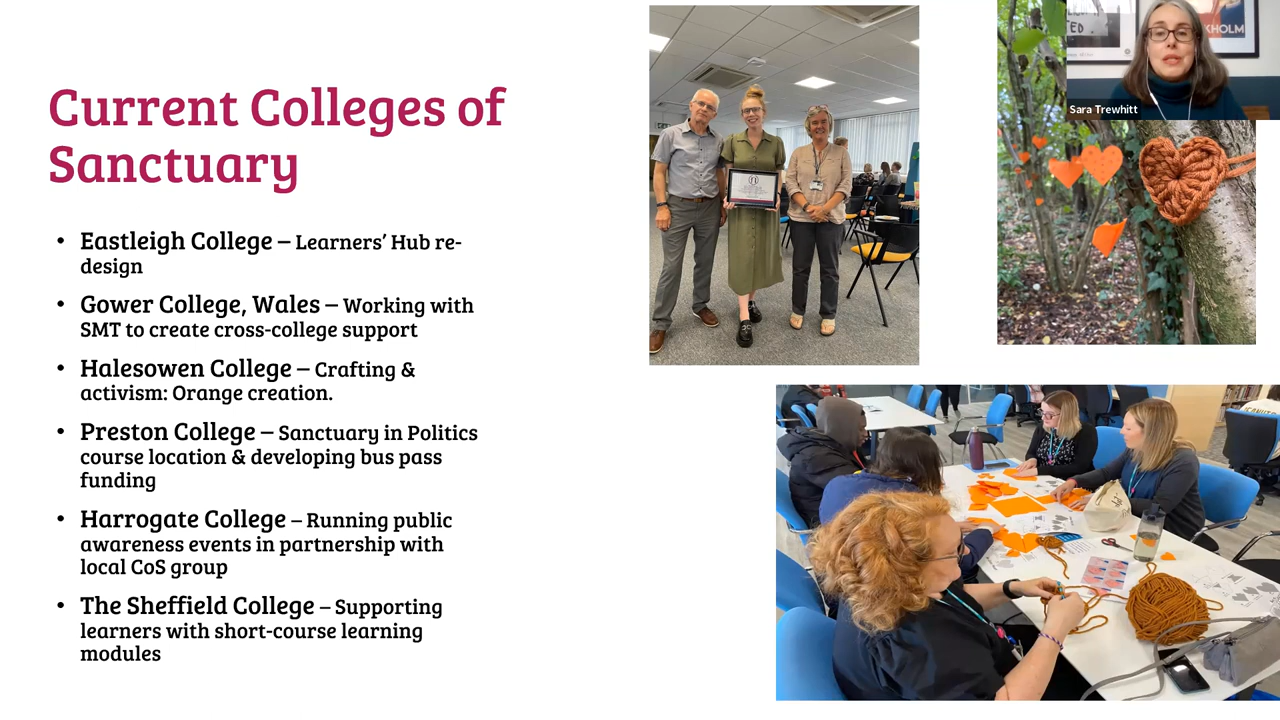 Current Colleges of
Sanctuary
• Eastleigh College – Learners’ Hub re-
design
• Gower College, Wales – Working with
SMT to create cross-college support
• Halesowen College – Crafting &
activism: Orange creation.
• Preston College – Sanctuary in Politics
course location & developing bus pass
funding
• Harrogate College – Running public
awareness events in partnership with
local CoS group
• The Sheffield College – Supporting
learners with short-course learning
modules
TED.
KHOLM
Sara Trewhitt